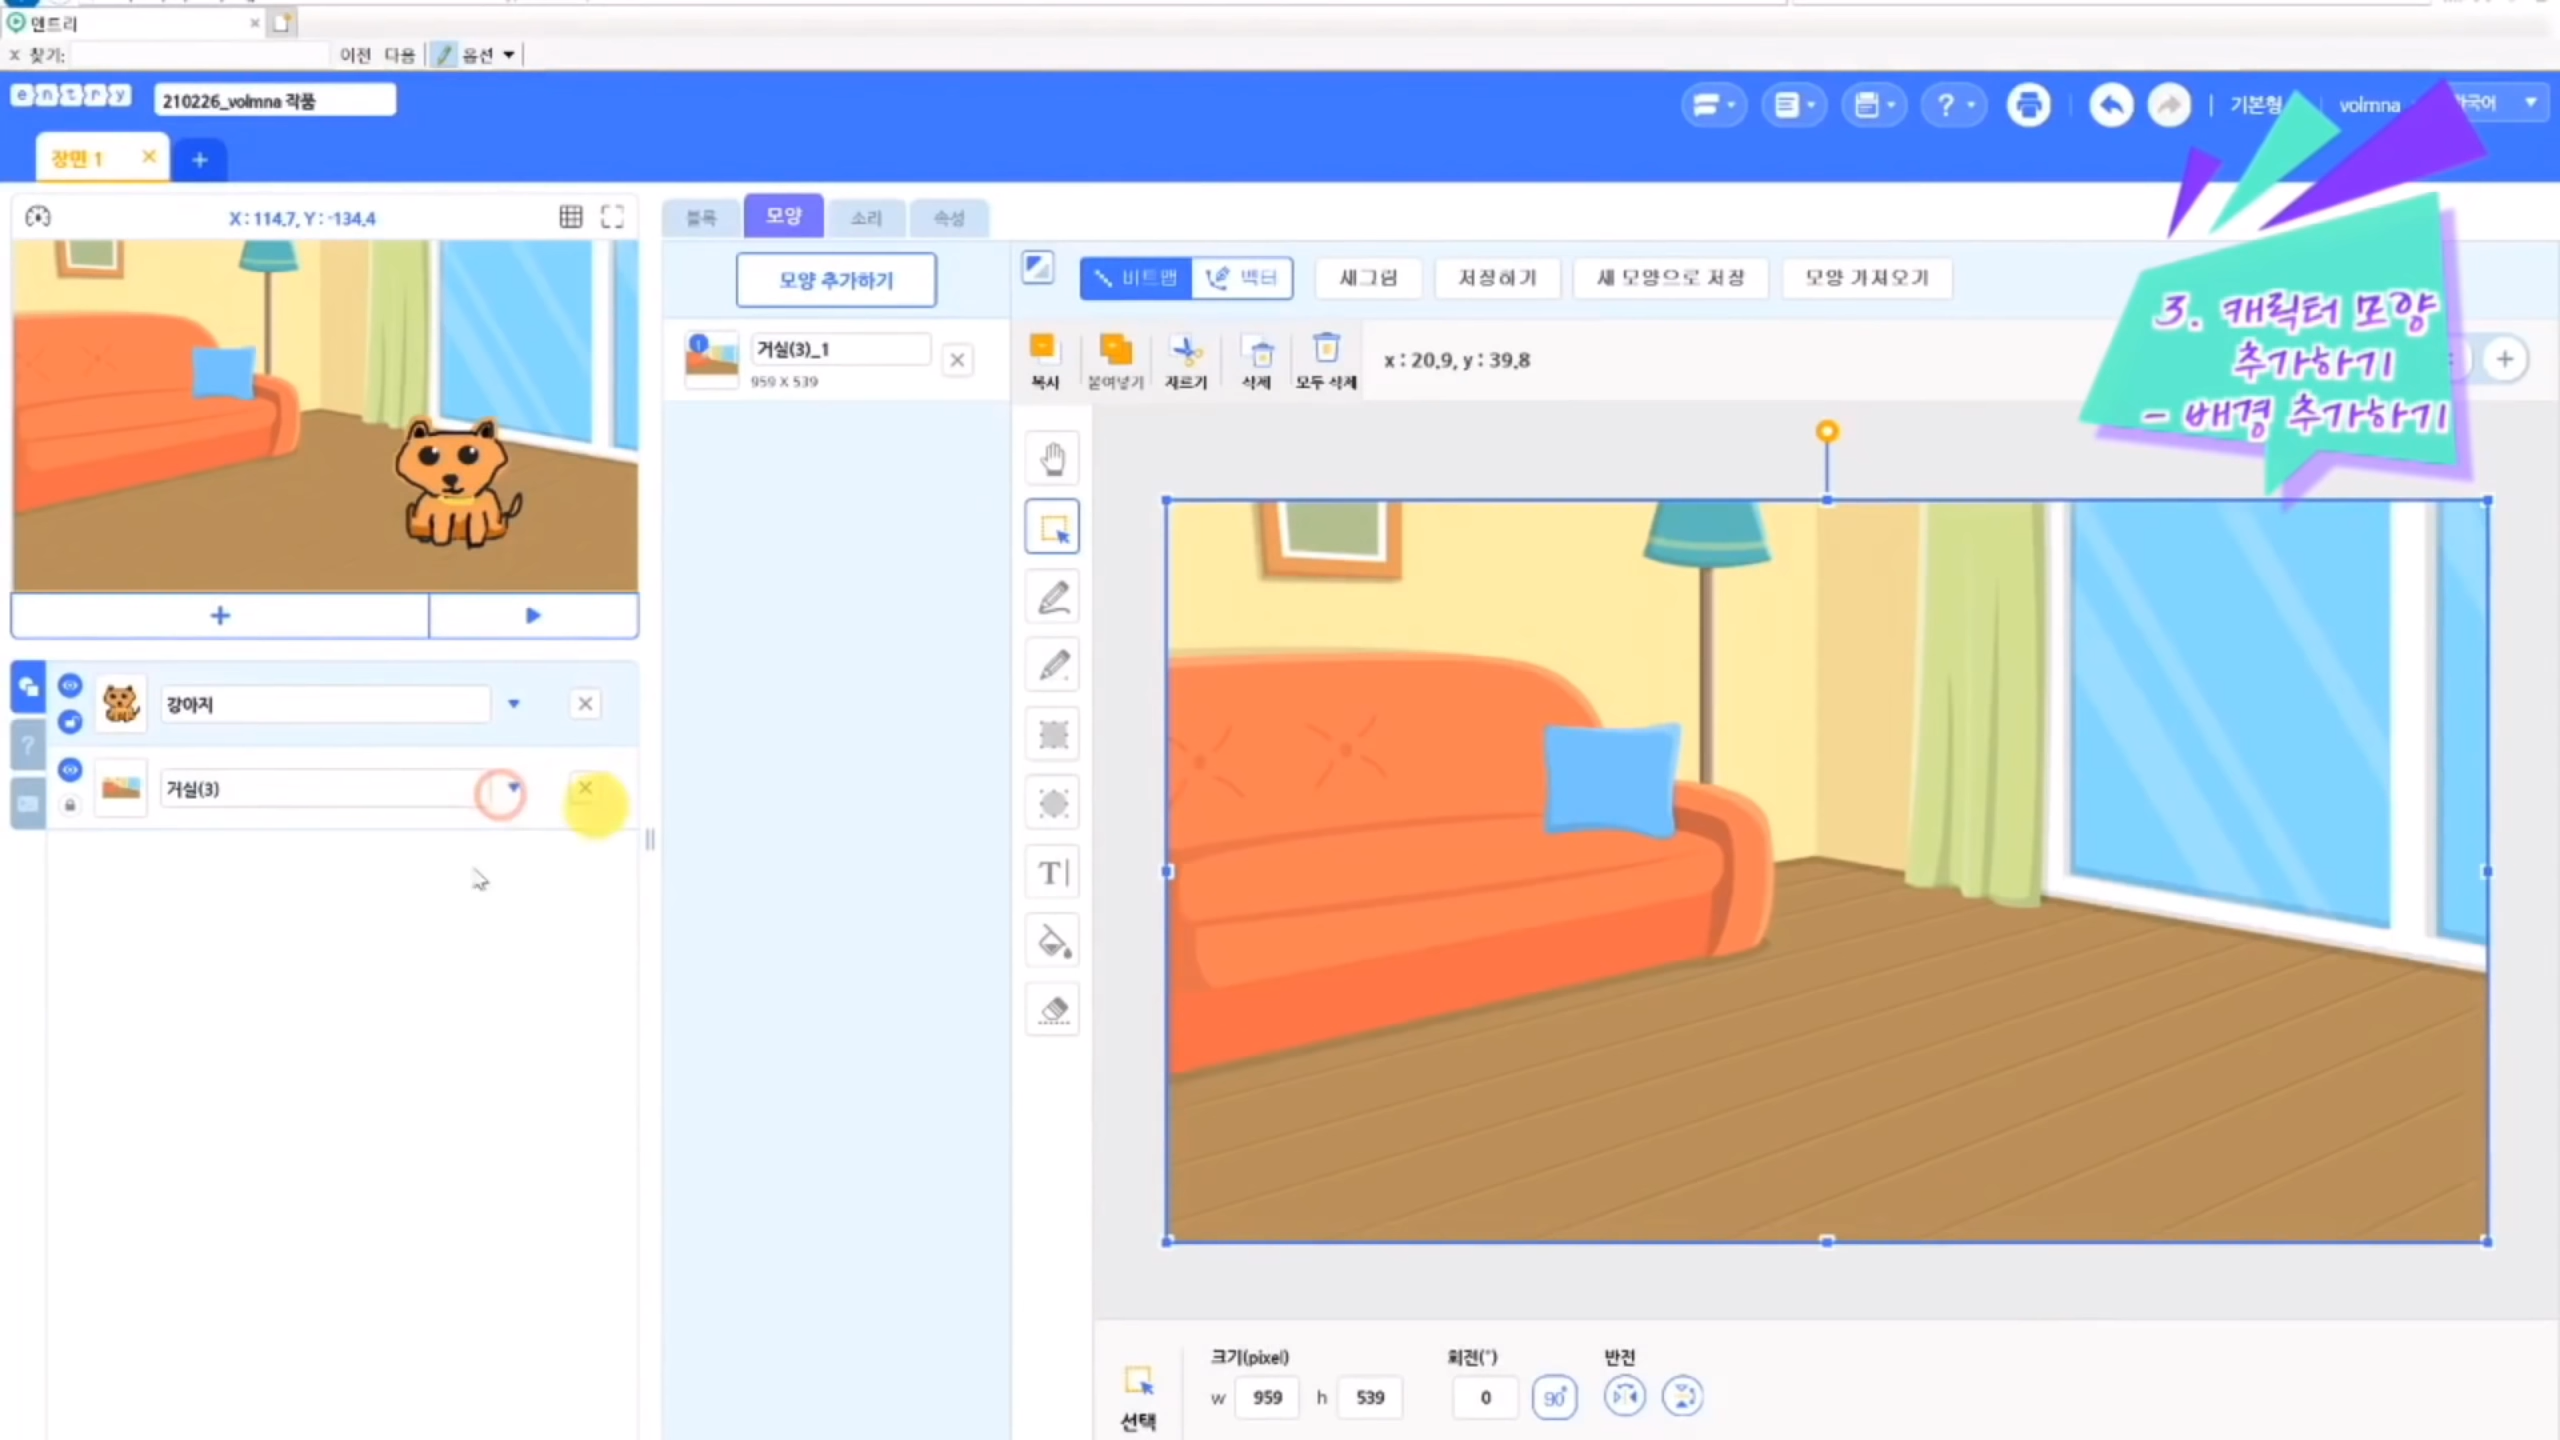 엔트리
x 찾기:
이전 다음 옵션
entry
210226_volmna 작품
기본형
volmna
한국어
장면 1
X : 114.7, Y : -134.4
블록
모양
소리
속성
모양 추가하기
비트맵
벡터
새그림
저장하기
새 모양으로 저장
모양 가져오기
3. 캐릭터 모양
추가하기
- 배경 추가하기
1
거실(3)_1
959 X 539
복사
붙여넣기
자르기
삭제
모두 삭제
x : 20.9, y : 39.8
강아지
거실(3)
T
선택
크기(pixel)
w 959 h 539
회전(°)
0
90°
반전